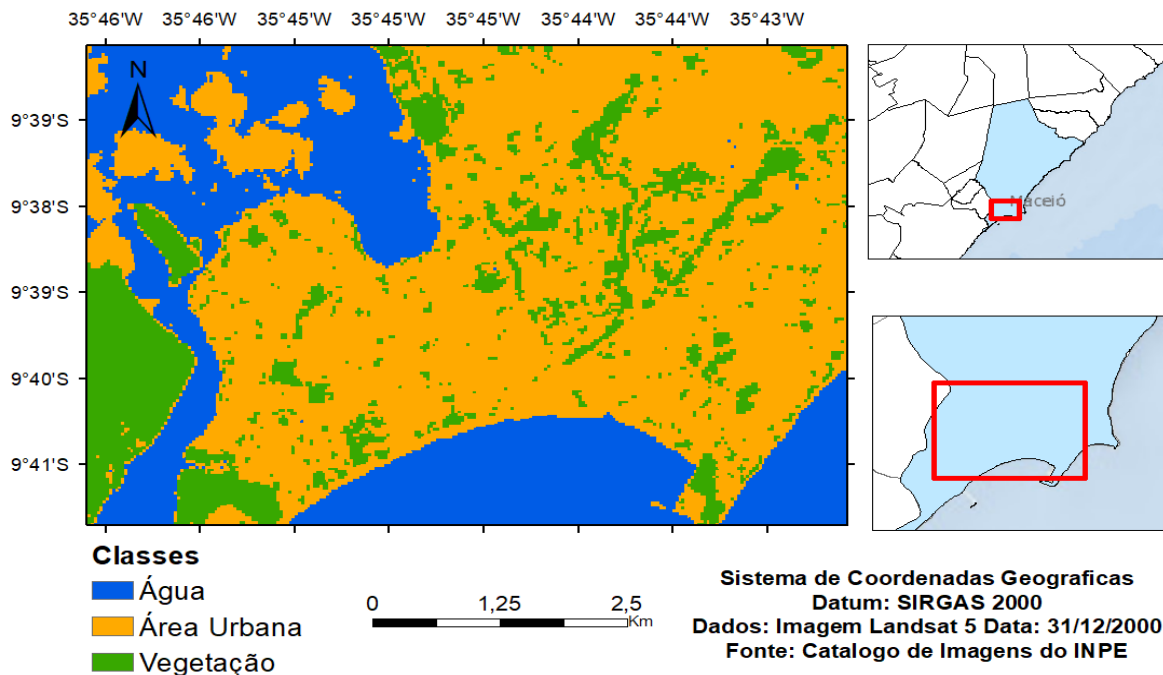 35°46'W 35°46'W 35°45'W 35°45'W 35°44'W 35°44'W 35°43'W
N
9°39'S
9°38'S
9°39'S
9°40'S
9°41'S
Maceió
Classes
Água
Área Urbana
Vegetação
0 1,25 2,5
Km
Sistema de Coordenadas Geograficas
Datum: SIRGAS 2000
Dados: Imagem Landsat 5 Data: 31/12/2000
Fonte: Catalogo de Imagens do INPE